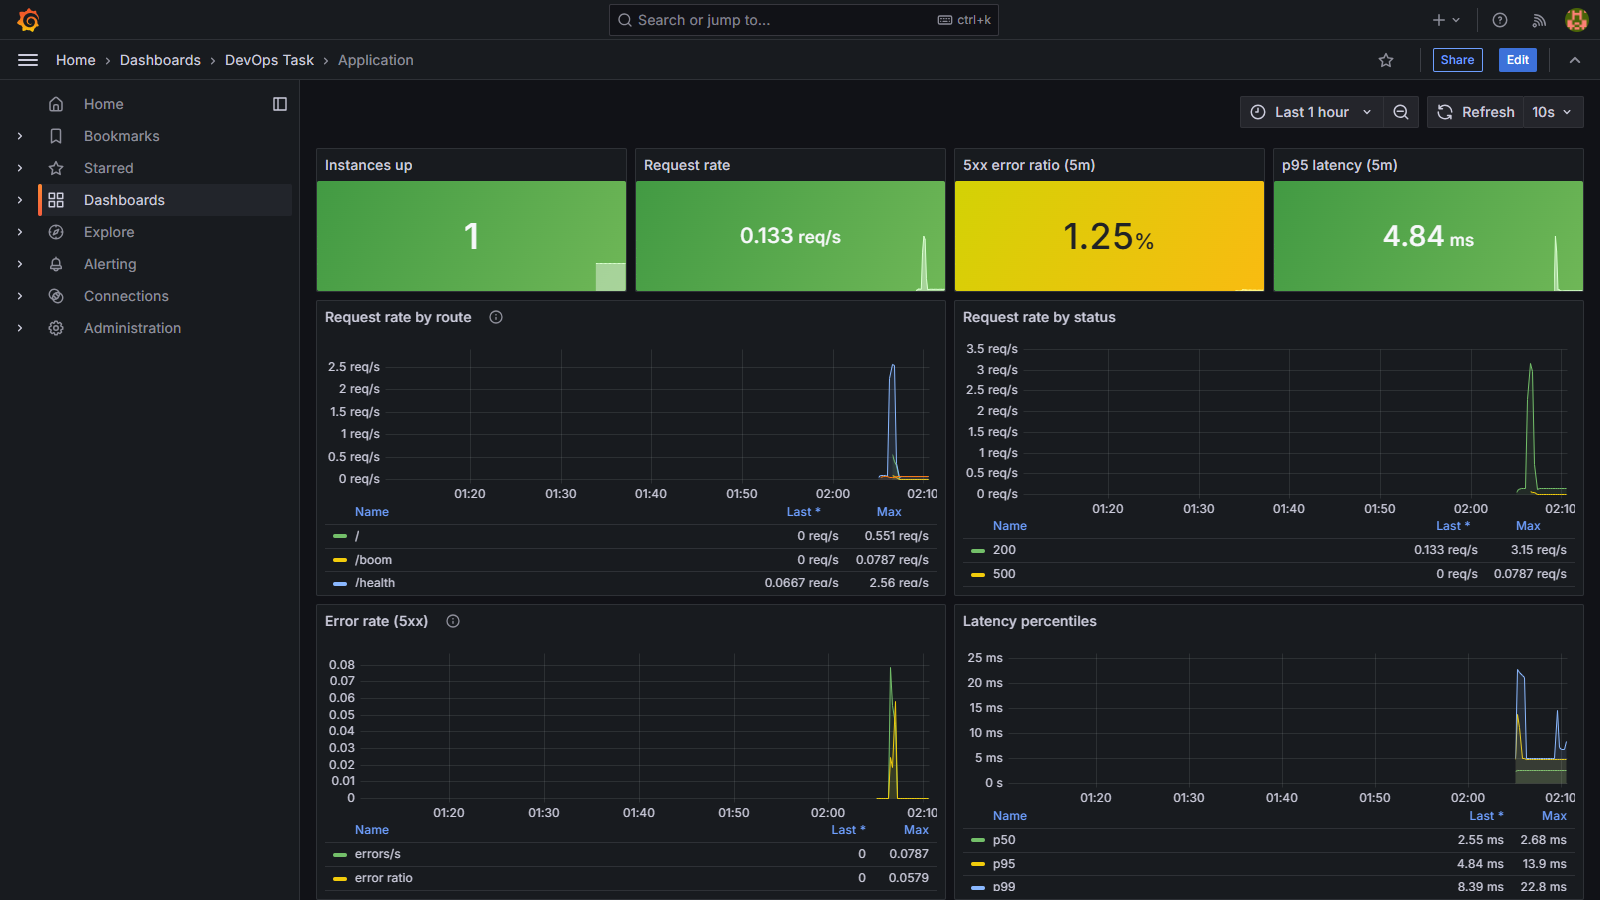 Search or jump to...
ctrl+k
Home › Dashboards › DevOps Task › Application
Share
Edit
Home
Bookmarks
Starred
Dashboards
Explore
Alerting
Connections
Administration
Last 1 hour
Refresh
10s
Instances up
1
Request rate
0.133 req/s
5xx error ratio (5m)
1.25%
p95 latency (5m)
4.84 ms
Request rate by route
2.5 req/s
2 req/s
1.5 req/s
1 req/s
0.5 req/s
0 req/s
01:20 01:30 01:40 01:50 02:00 02:10
Name Last * Max
/ 0 req/s 0.551 req/s
/boom 0 req/s 0.0787 req/s
/health 0.0667 req/s 2.56 req/s
Request rate by status
3.5 req/s
3 req/s
2.5 req/s
2 req/s
1.5 req/s
1 req/s
0.5 req/s
0 req/s
01:20 01:30 01:40 01:50 02:00 02:10
Name Last * Max
200 0.133 req/s 3.15 req/s
500 0 req/s 0.0787 req/s
Error rate (5xx)
0.08
0.07
0.06
0.05
0.04
0.03
0.02
0.01
0
01:20 01:30 01:40 01:50 02:00 02:10
Name Last * Max
errors/s 0 0.0787
error ratio 0 0.0579
Latency percentiles
25 ms
20 ms
15 ms
10 ms
5 ms
0 s
01:20 01:30 01:40 01:50 02:00 02:10
Name Last * Max
p50 2.55 ms 2.68 ms
p95 4.84 ms 13.9 ms
p99 8.39 ms 22.8 ms